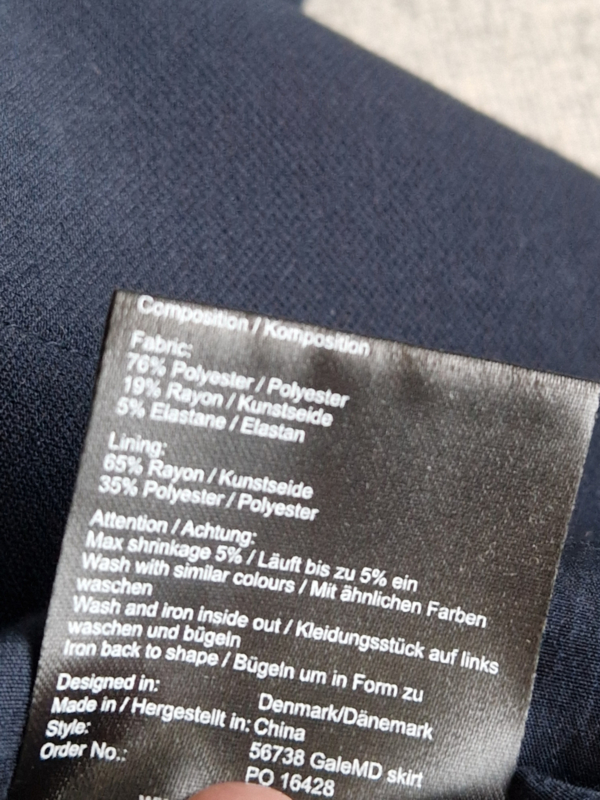 Composition / Komposition
Fabric:
76% Polyester / Polyester
19% Rayon / Kunstseide
5% Elastane / Elastan
Lining:
65% Rayon / Kunstseide
35% Polyester / Polyester
Attention / Achtung:
Max shrinkage 5% / Läuft bis zu 5% ein
Wash with similar colours / Mit ähnlichen Farben
waschen
Wash and iron inside out / Kleidungsstück auf links
waschen und bügeln
Iron back to shape / Bügeln um in Form zu
Designed in: Denmark/Dänemark
Made in / Hergestellt in: China
Style: 56738 GaleMD skirt
Order No.: PO 16428